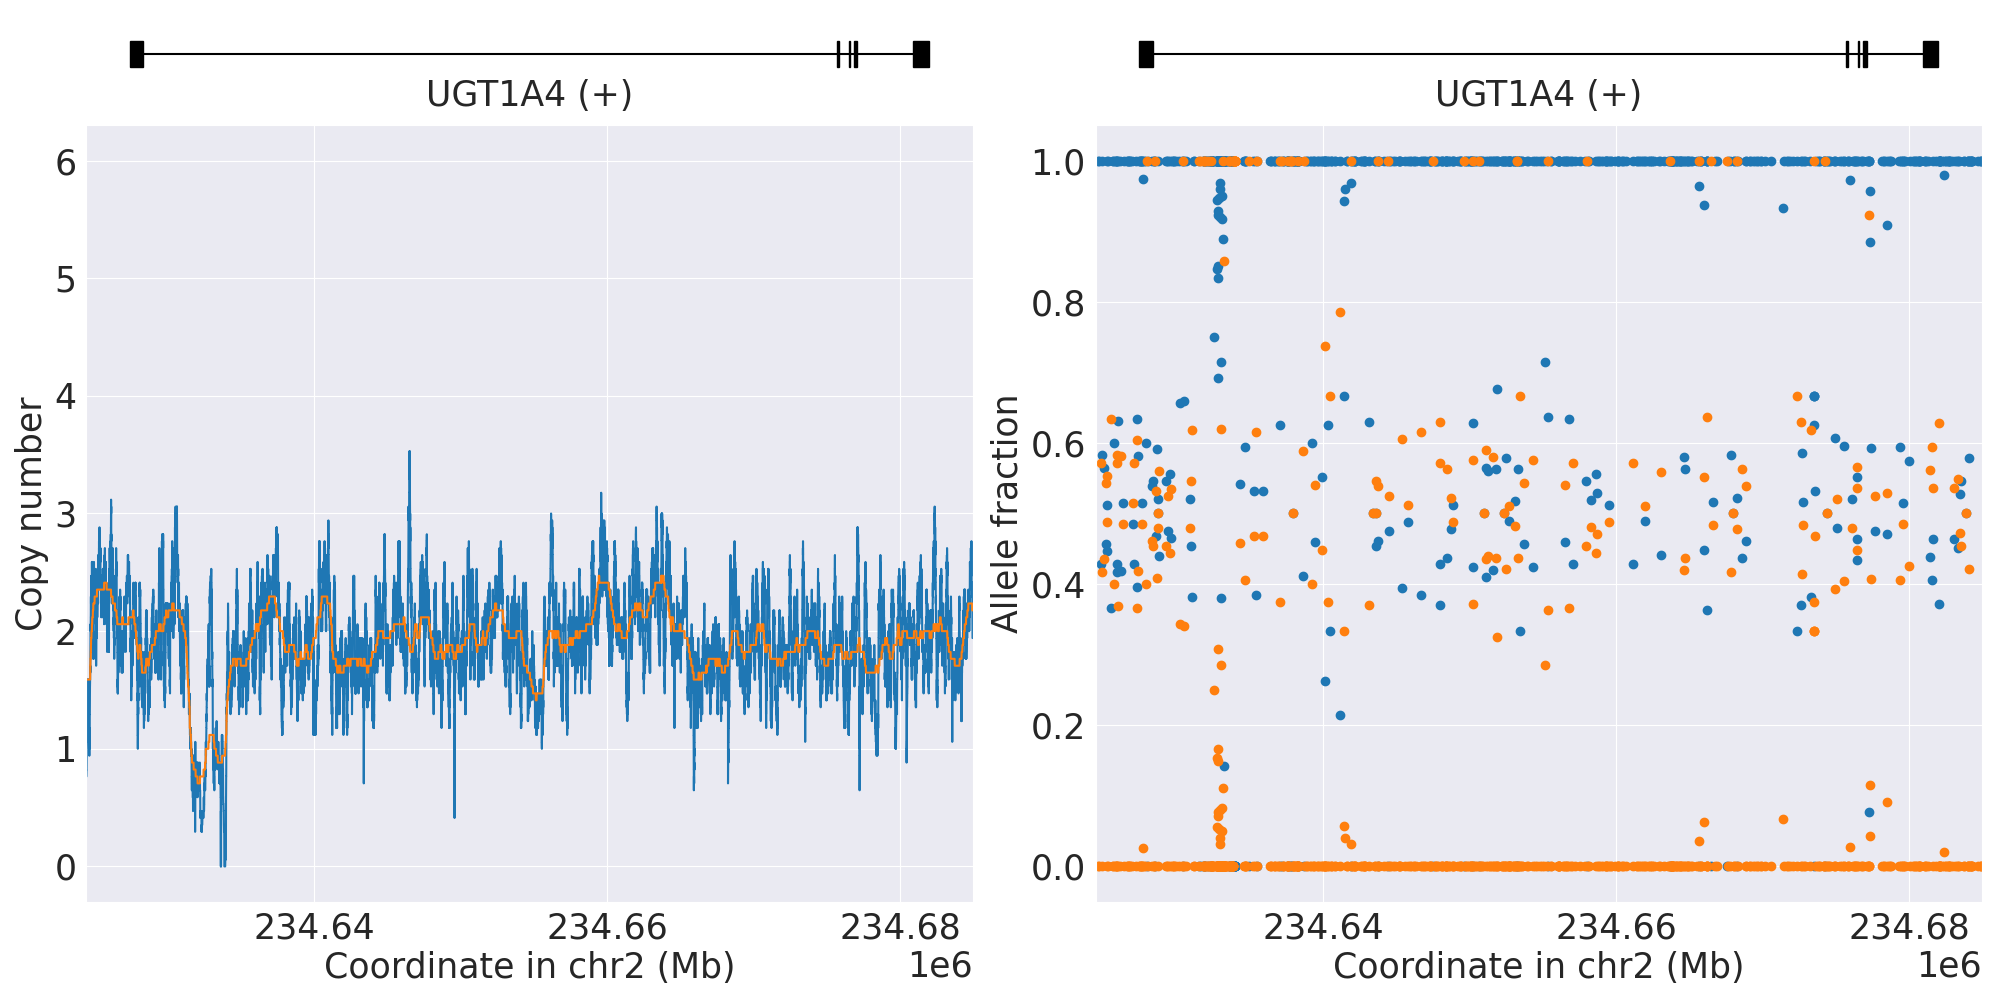 UGT1A4 (+)
Copy number
6
5
4
3
2
1
0
234.64
234.66
234.68
Coordinate in chr2 (Mb)
1e6
UGT1A4 (+)
Allele fraction
1.0
0.8
0.6
0.4
0.2
0.0
234.64
234.66
234.68
Coordinate in chr2 (Mb)
1e6